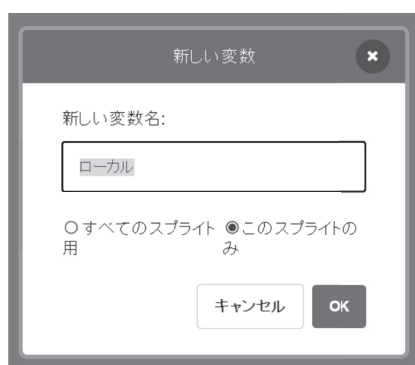 新しい変数
新しい変数名:
ローカル
すべてのスプライト用
このスプライトのみ
キャンセル OK